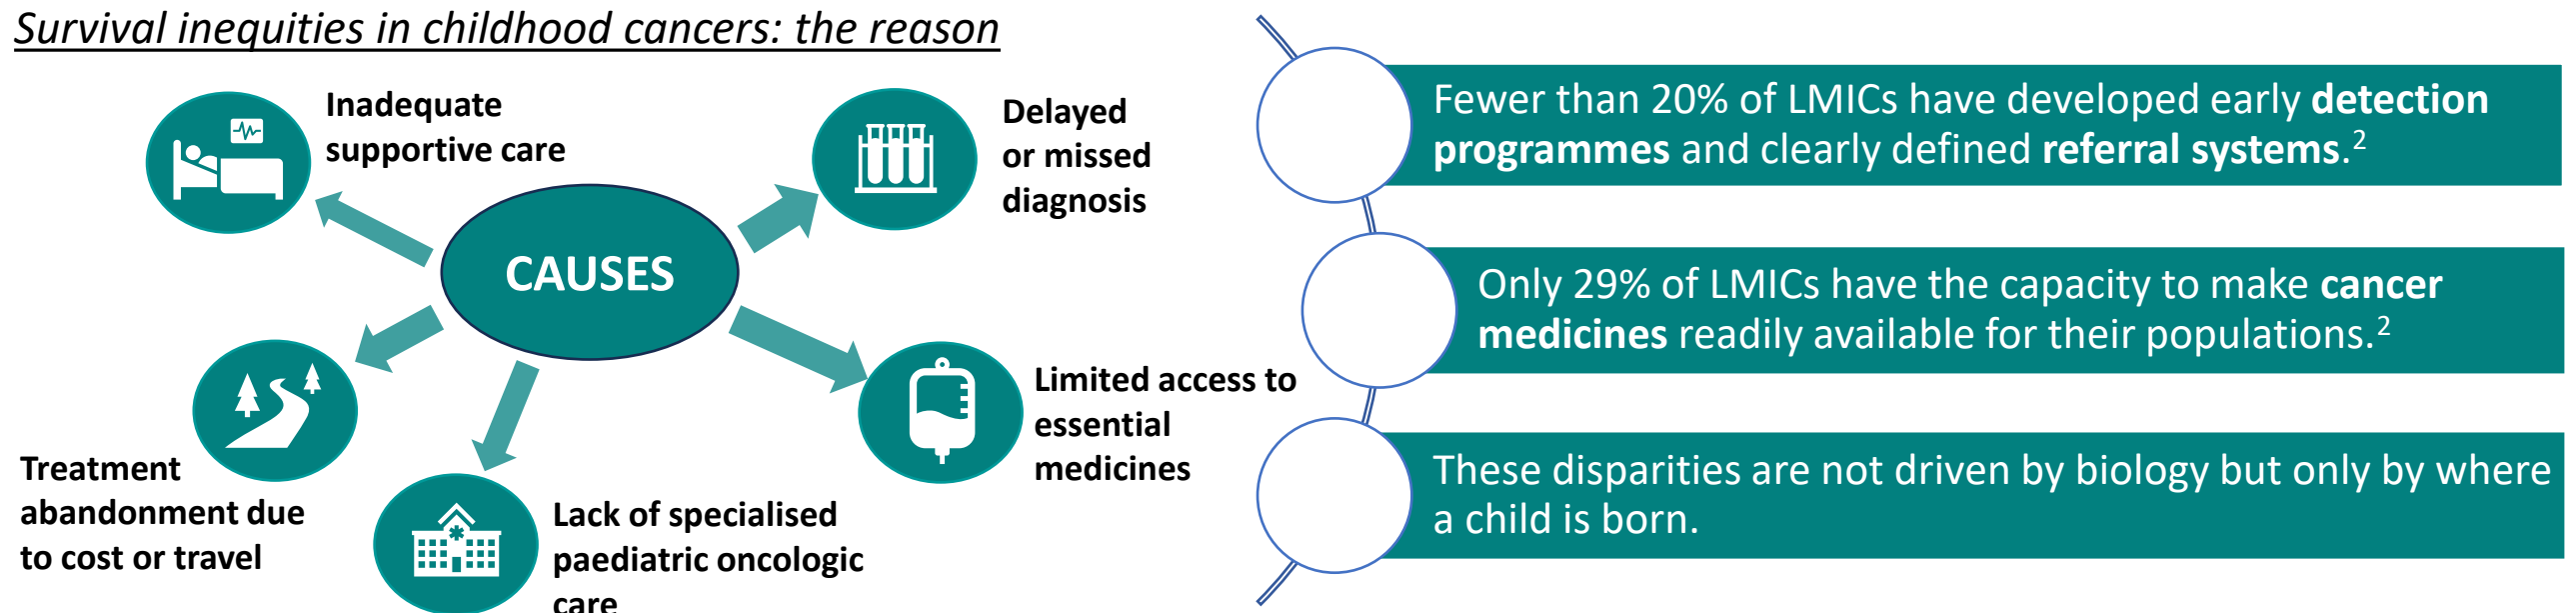 Survival inequities in childhood cancers: the reason
Inadequate
supportive care
Delayed
or missed
diagnosis
CAUSES
Treatment
abandonment due
to cost or travel
Lack of specialised
paediatric oncologic
care
Limited access to
essential
medicines
Fewer than 20% of LMICs have developed early detection
programmes and clearly defined referral systems.2
Only 29% of LMICs have the capacity to make cancer
medicines readily available for their populations.2
These disparities are not driven by biology but only by where
a child is born.